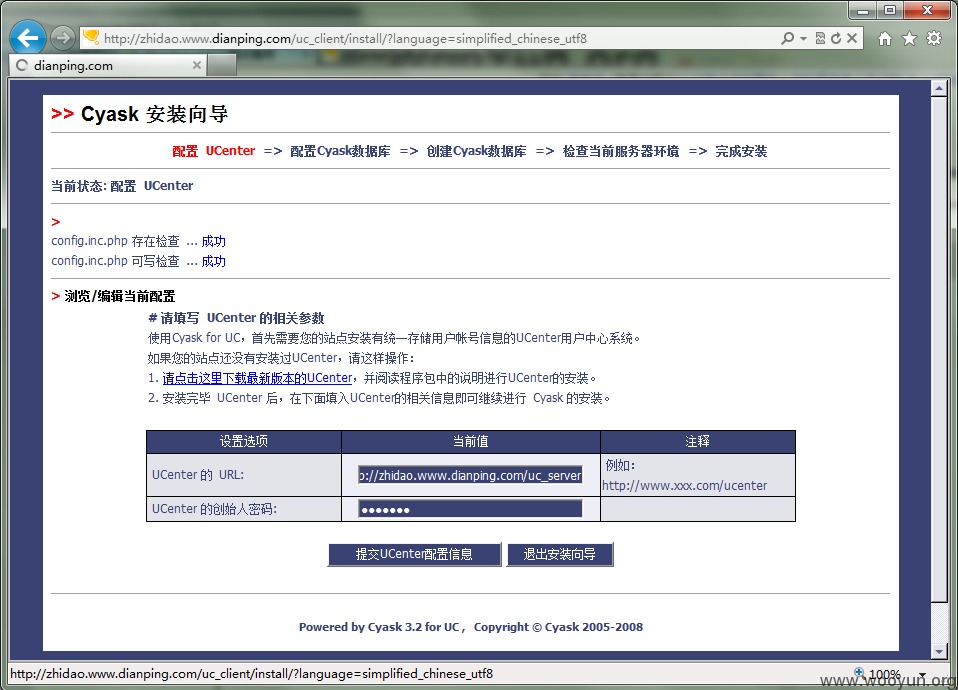 http://zhidao.www.dianping.com/uc_client/install/?language=simplified_chinese_utf8
dianping.com
>> Cyask 安装向导
配置 UCenter => 配置Cyask数据库 => 创建Cyask数据库 => 检查当前服务器环境 => 完成安装
当前状态: 配置 UCenter
>
config.inc.php 存在检查 ... 成功
config.inc.php 可写检查 ... 成功
> 浏览/编辑当前配置
# 请填写 UCenter 的相关参数
使用Cyask for UC，首先需要您的站点安装有统一存储用户帐号信息的UCenter用户中心系统。
如果您的站点还没有安装过UCenter，请这样操作：
1. 请点击这里下载最新版本的UCenter，并阅读程序包中的说明进行UCenter的安装。
2. 安装完毕 UCenter 后，在下面填入UCenter的相关信息即可继续进行 Cyask 的安装。
设置选项 当前值 注释
UCenter 的 URL: p://zhidao.www.dianping.com/uc_server 例如：
http://www.xxx.com/ucenter
UCenter 的创始人密码: ●●●●●●●
提交UCenter配置信息 退出安装向导
Powered by Cyask 3.2 for UC， Copyright © Cyask 2005-2008
http://zhidao.www.dianping.com/uc_client/install/?language=simplified_chinese_utf8
100%
www.wooyun.org